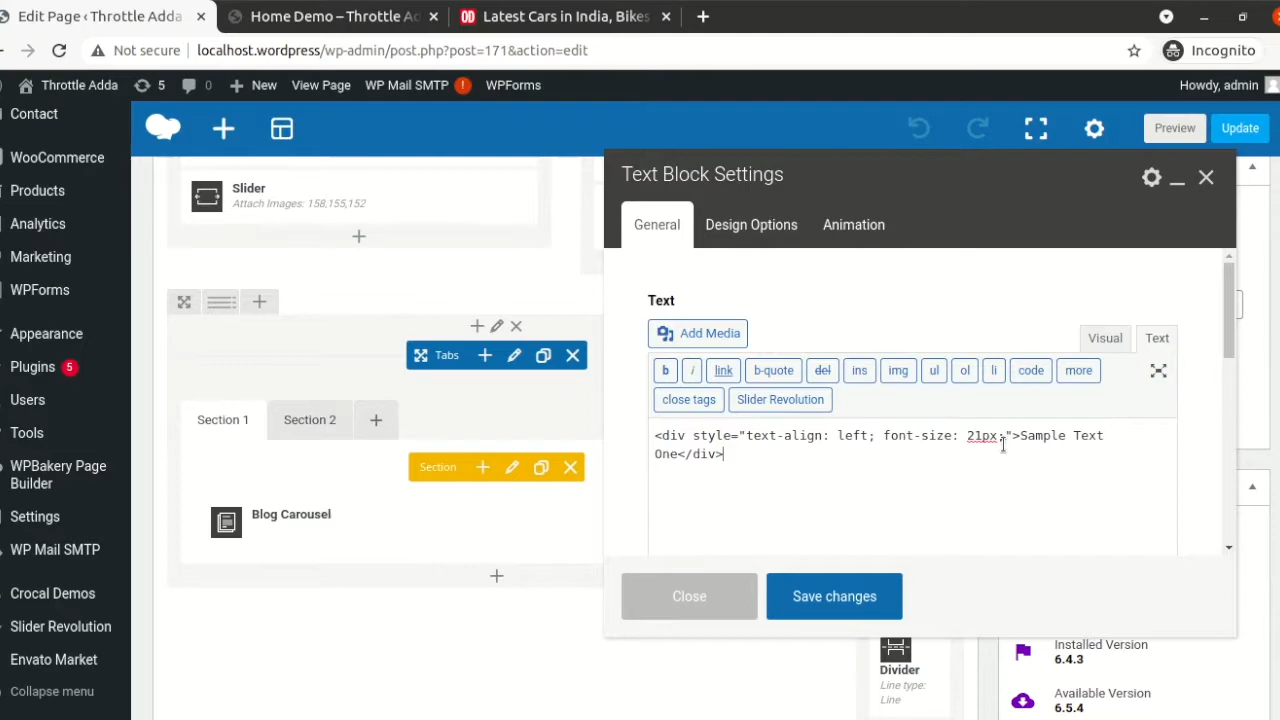 Edit Page ‹ Throttle Adda
Home Demo – Throttle Ad
OD Latest Cars in India, Bikes
Not secure localhost.wordpress/wp-admin/post.php?post=171&action=edit
Incognito
Throttle Adda 5 0 New View Page WP Mail SMTP ! WPForms Howdy, admin
Contact
WooCommerce
Products
Analytics
Marketing
WPForms
Appearance
Plugins 5
Users
Tools
WPBakery Page
Builder
Settings
WP Mail SMTP
Crocal Demos
Slider Revolution
Envato Market
Collapse menu
Preview
Update
Slider
Attach Images: 158,155,152
Tabs
Section 1
Section 2
Section
Blog Carousel
Text Block Settings
General
Design Options
Animation
Text
Add Media
Visual
Text
b i link b-quote del ins img ul ol li code more
close tags Slider Revolution
<div style="text-align: left; font-size: 21px;">Sample Text
One</div>
Close
Save changes
Divider
Line type:
Line
Installed Version
6.4.3
Available Version
6.5.4